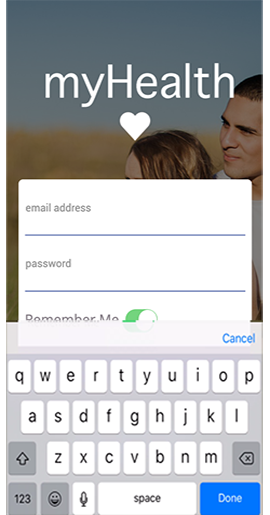 myHealth
email address
password
Remember Me
Cancel
q w e r t y u i o p
a s d f g h j k l
z x c v b n m
123 space Done